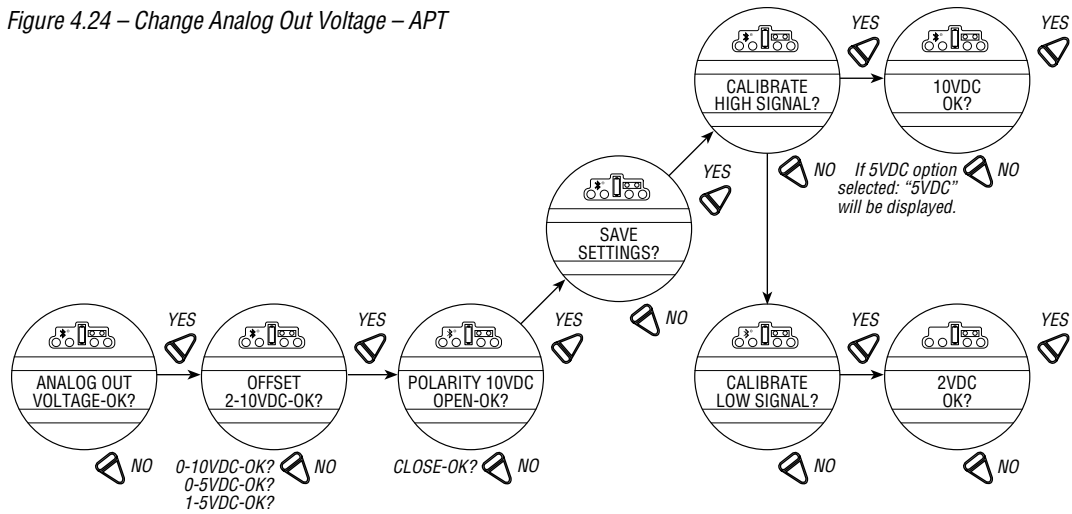 Figure 4.24 – Change Analog Out Voltage – APT
YES
YES
CALIBRATE
HIGH SIGNAL?
10VDC
OK?
NO
If 5VDC option
selected: “5VDC”
will be displayed.
NO
YES
SAVE
SETTINGS?
NO
YES
YES
YES
YES
YES
ANALOG OUT
VOLTAGE-OK?
OFFSET
2-10VDC-OK?
POLARITY 10VDC
OPEN-OK?
CALIBRATE
LOW SIGNAL?
2VDC
OK?
NO
0-10VDC-OK?
0-5VDC-OK?
1-5VDC-OK?
NO
CLOSE-OK?
NO
NO
NO